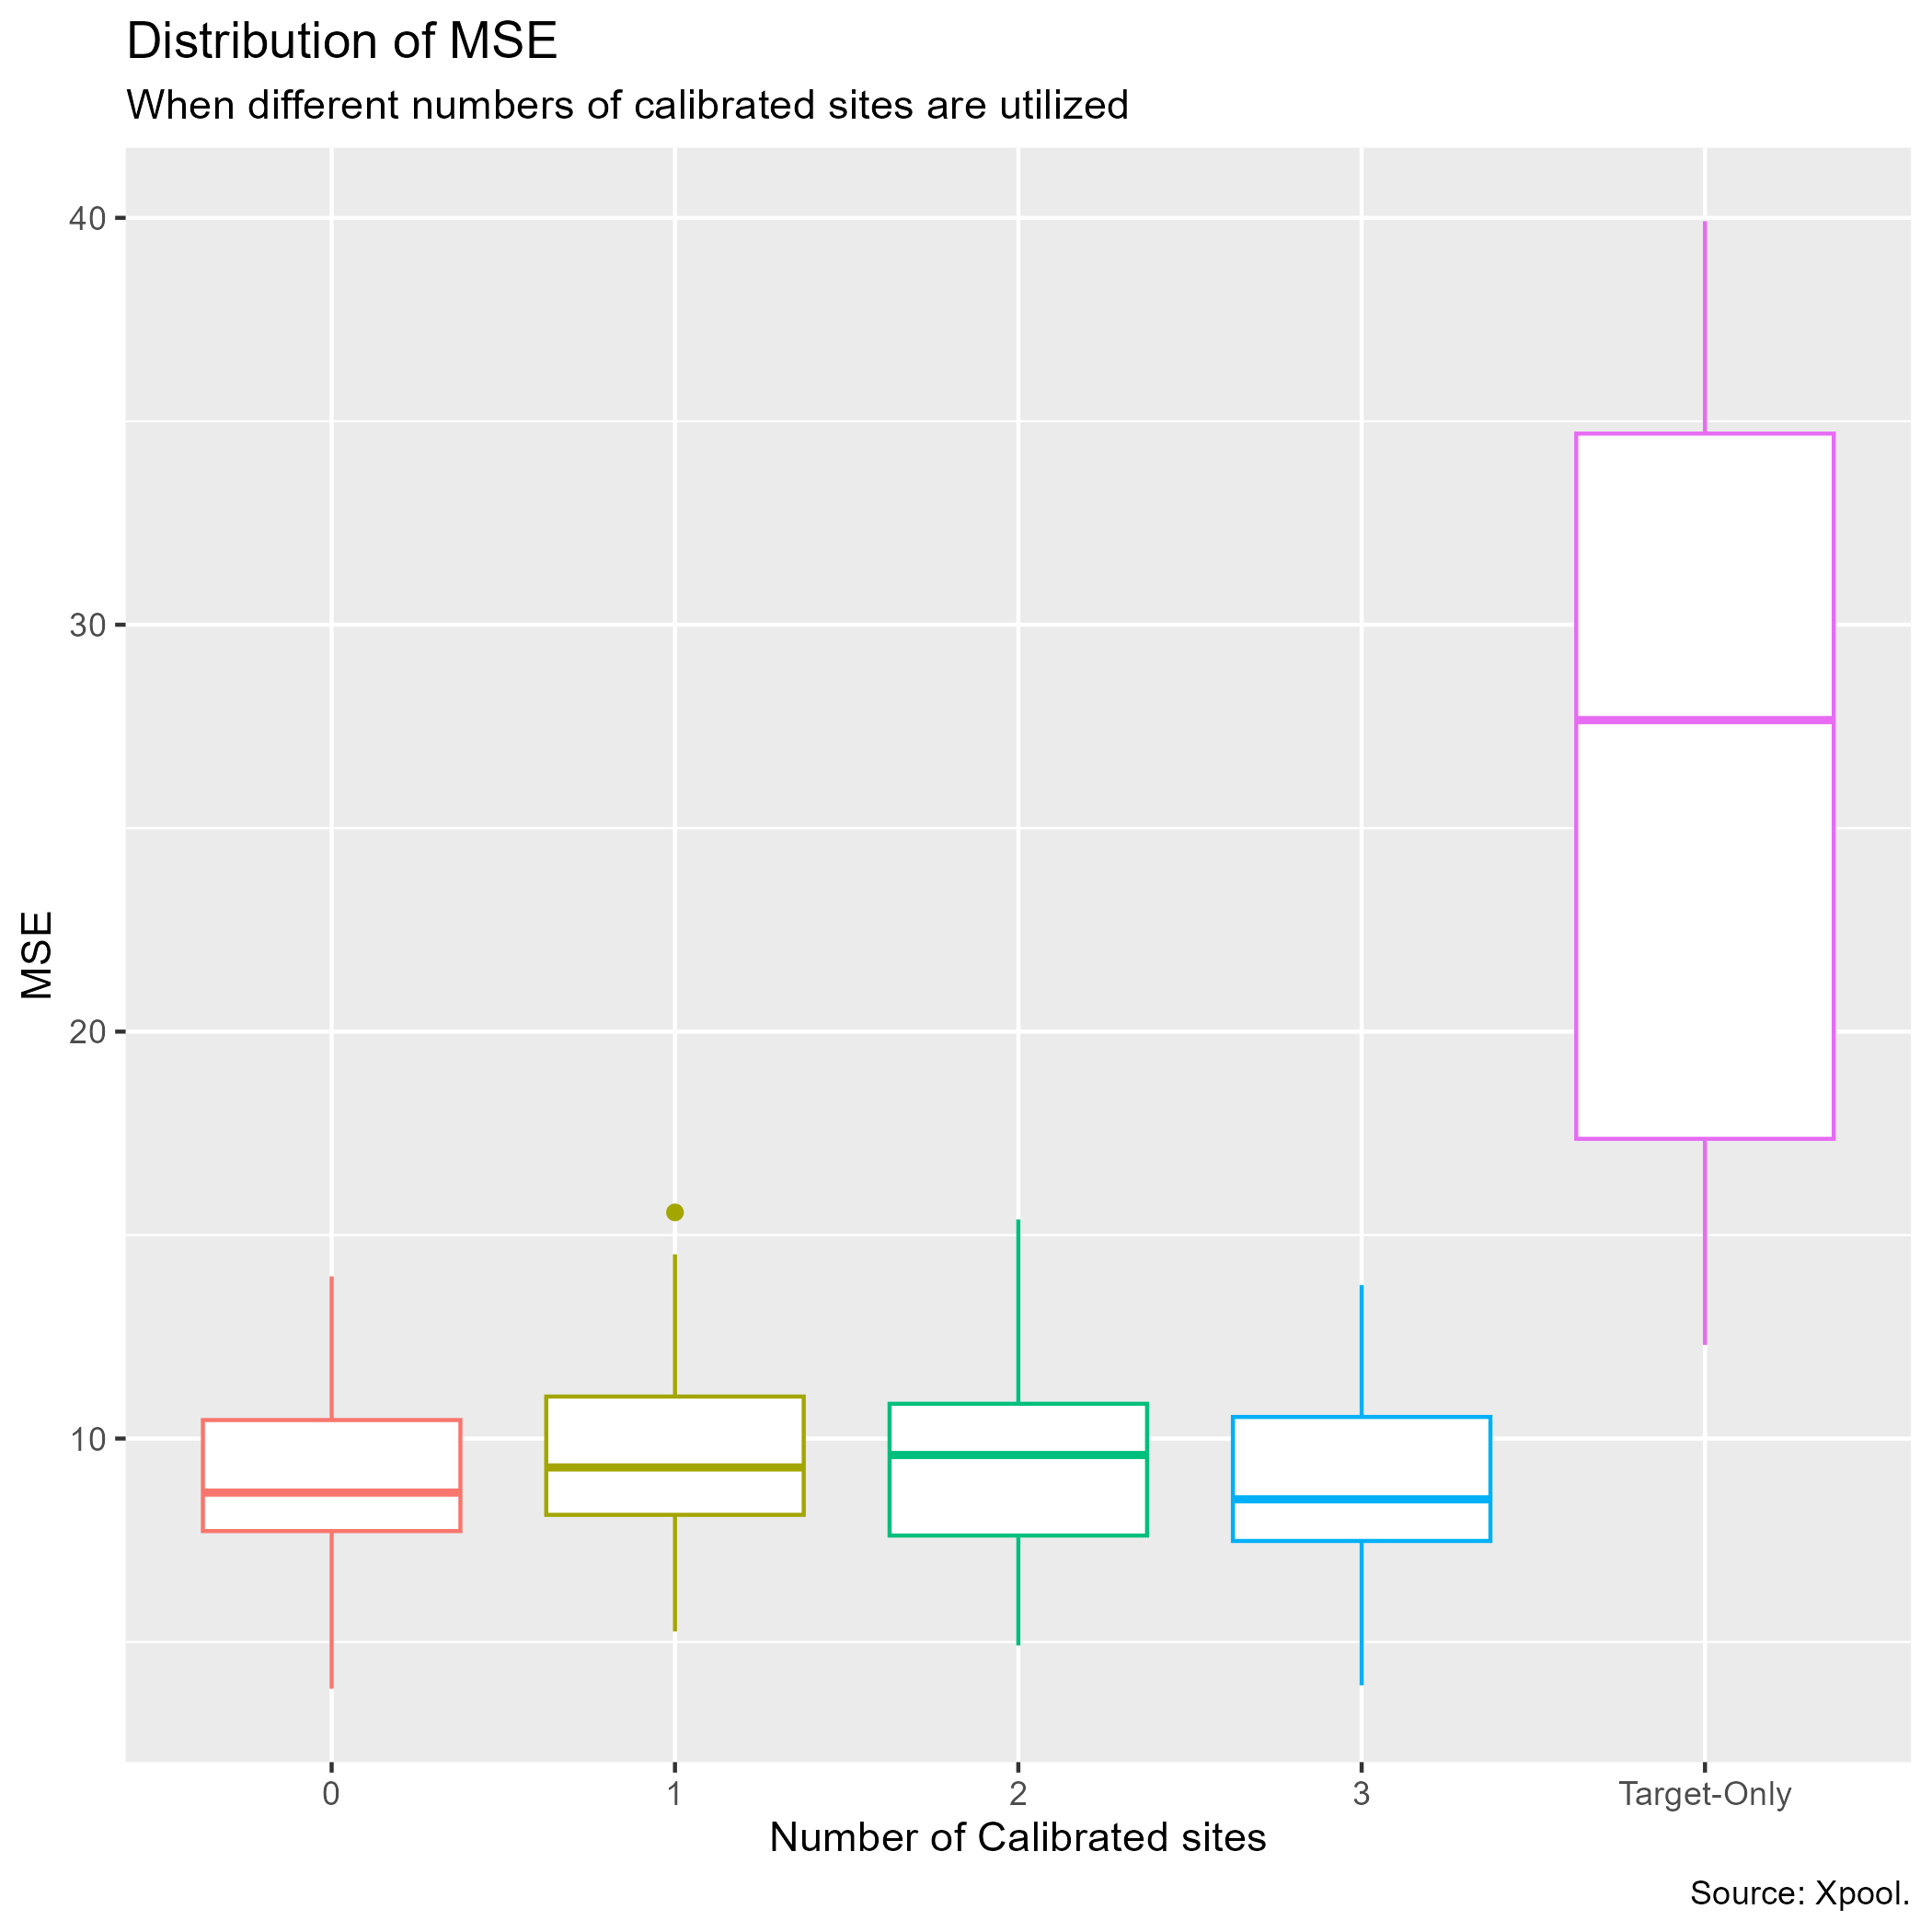 Distribution of MSE
When different numbers of calibrated sites are utilized
MSE
40
30
20
10
0 1 2 3 Target-Only
Number of Calibrated sites
Source: Xpool.